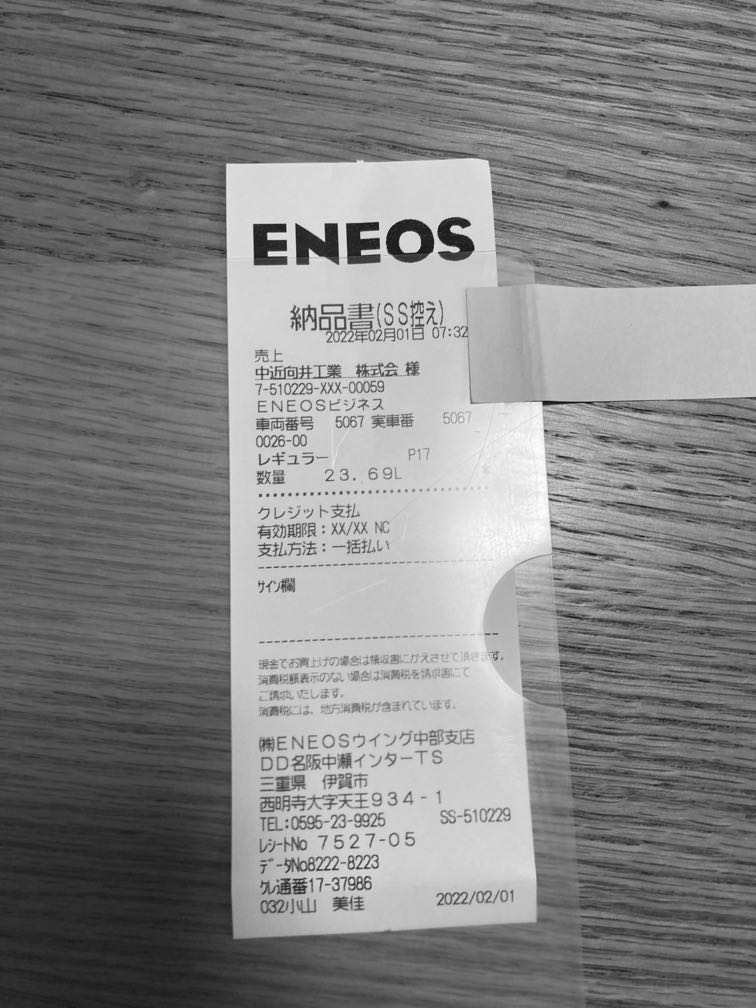 ENEOS
納品書(SS控え)
2022年02月01日 07:32
売上
中近向井工業 株式会 様
7-510229-XXX-00059
ENEOSビジネス
車両番号 5067 実車番 5067
0026-00
レギュラー P17
数量 23.69L
クレジット支払
有効期限:XX/XX NC
支払方法:一括払い
サイン欄
現金でお買上げの場合は領収書にかえさせて頂きます。
消費税額表示のない場合は消費税を請求書にて
ご請求いたします。
消費税には、地方消費税が含まれています。
㈱ENEOSウイング中部支店
DD名阪中瀬インターTS
三重県 伊賀市
西明寺大字天王934-1
TEL:0595-23-9925 SS-510229
レシートNo 7527-05
データNo8222-8223
クレ通番17-37986
032小山 美佳 2022/02/01